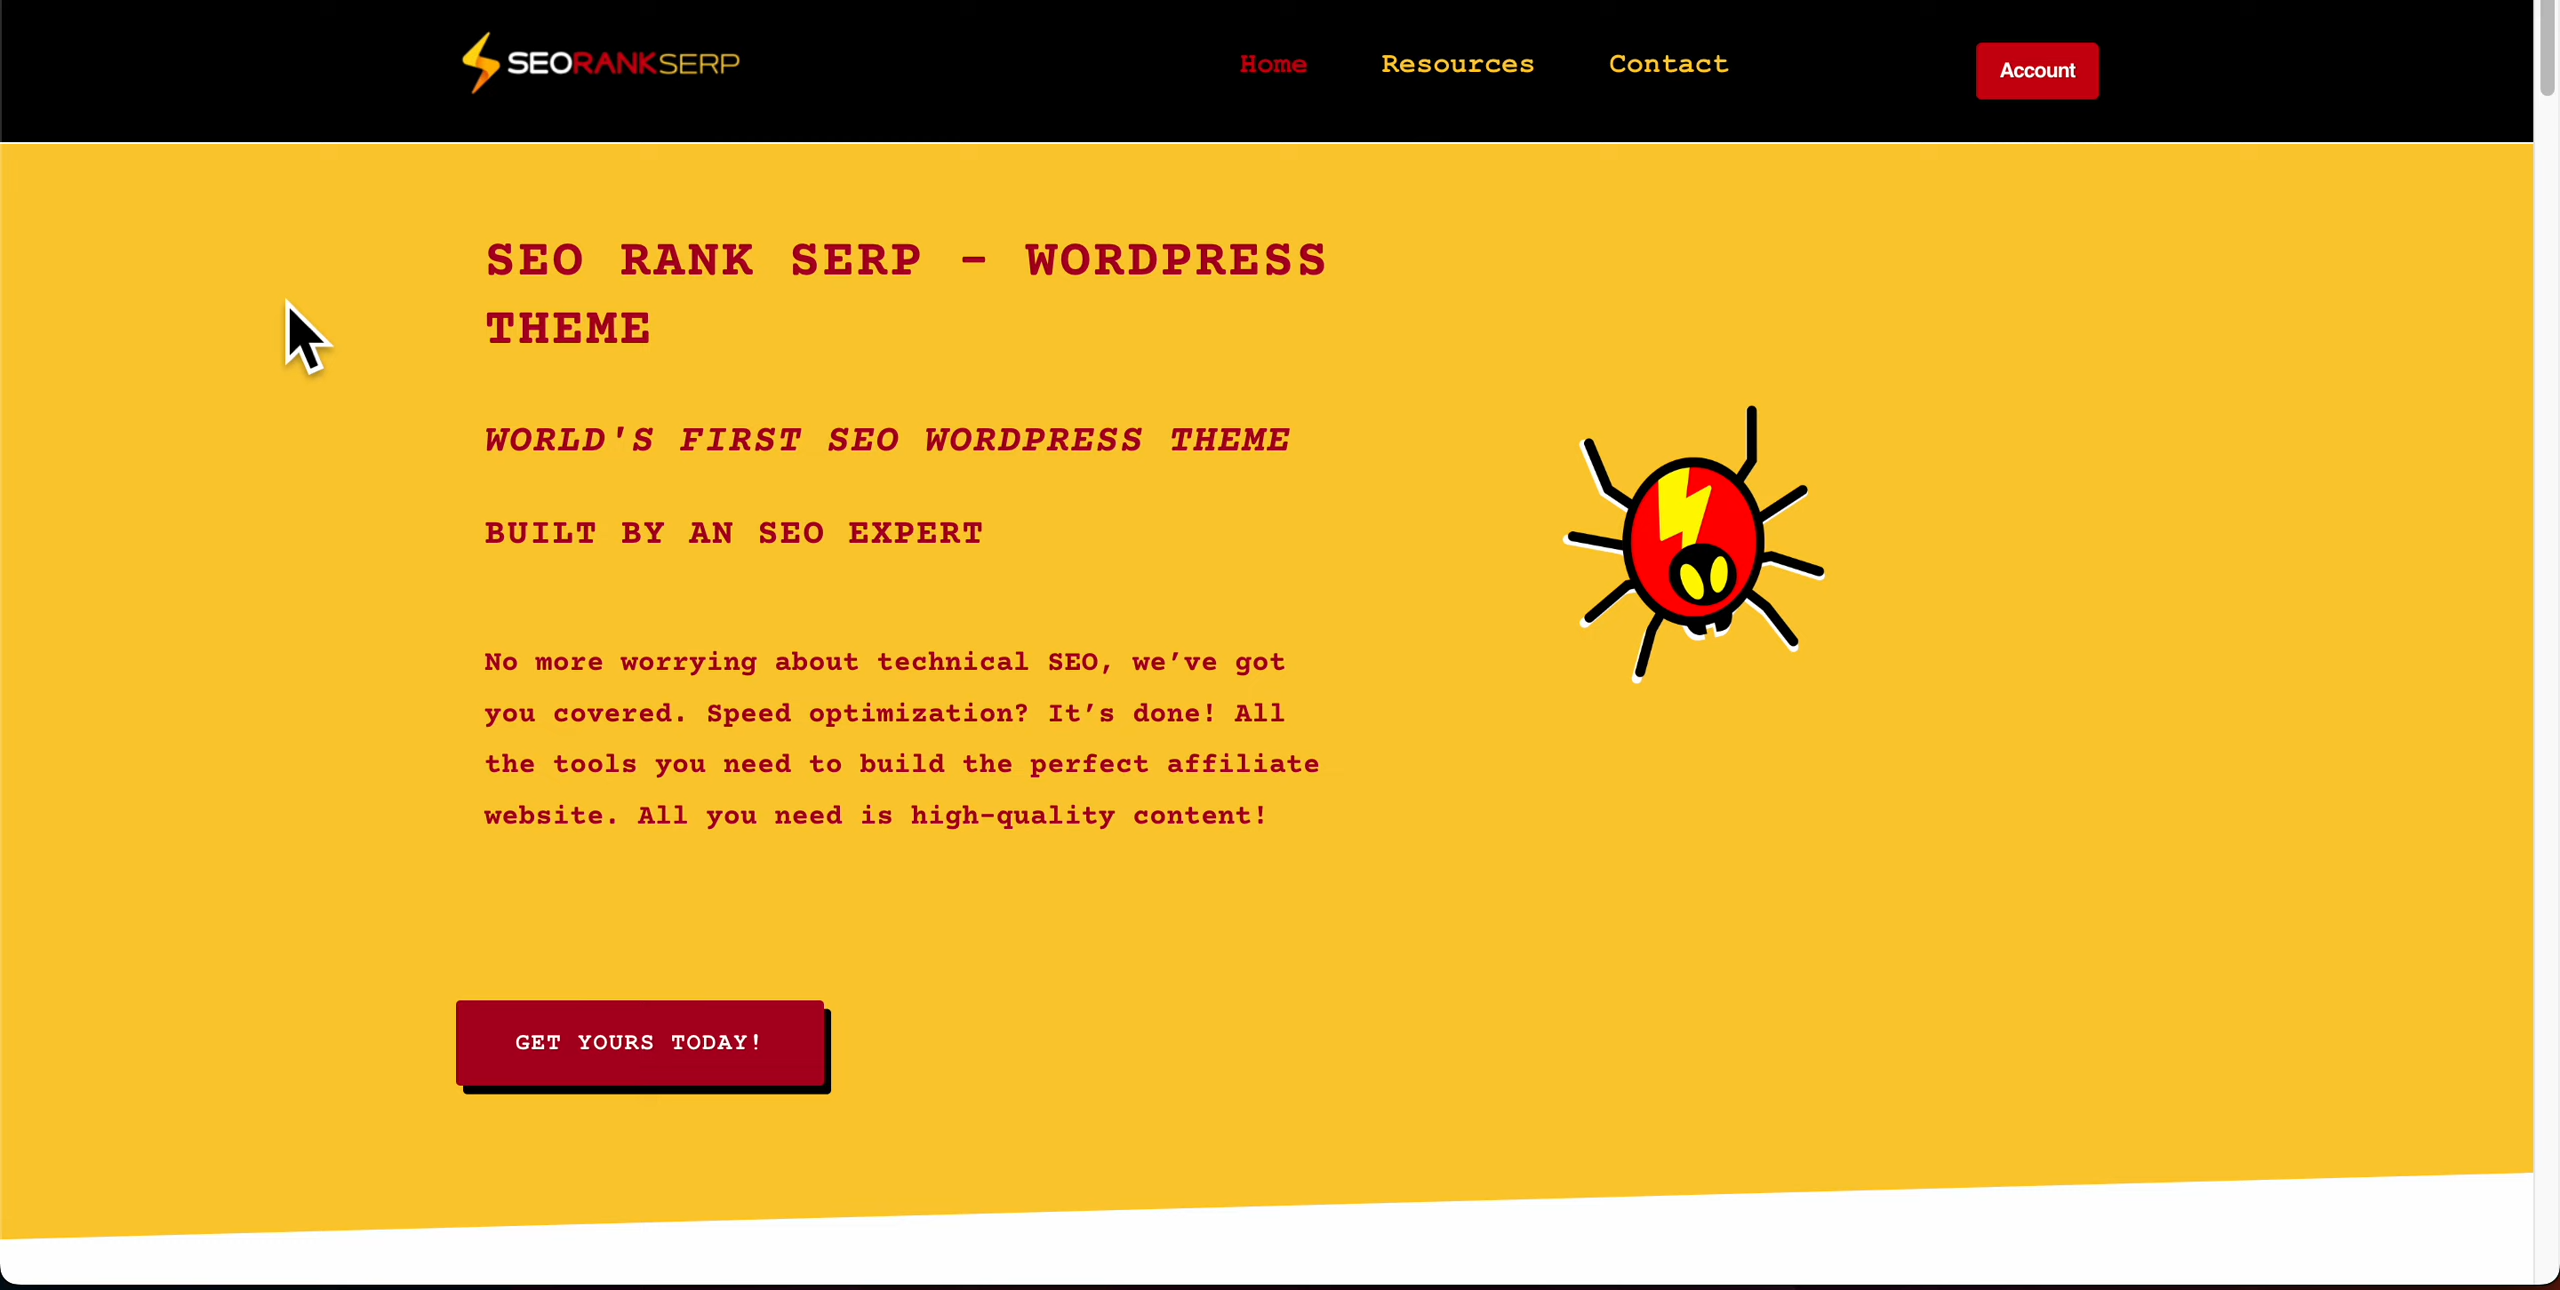 SEORANKSERP
Home
Resources
Contact
Account
SEO RANK SERP - WORDPRESS
THEME
WORLD'S FIRST SEO WORDPRESS THEME
BUILT BY AN SEO EXPERT
No more worrying about technical SEO, we’ve got
you covered. Speed optimization? It’s done! All
the tools you need to build the perfect affiliate
website. All you need is high-quality content!
GET YOURS TODAY!